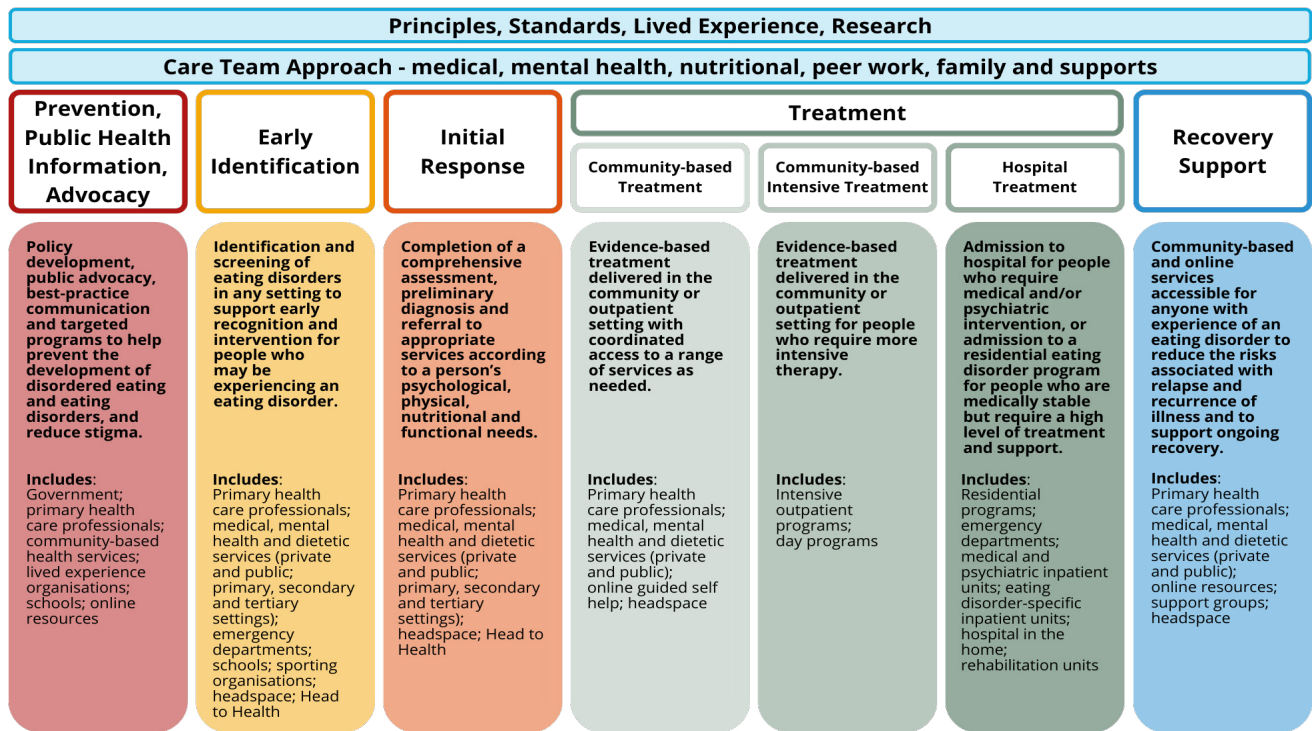 Principles, Standards, Lived Experience, Research
Care Team Approach - medical, mental health, nutritional, peer work, family and supports
Prevention,
Public Health
Information,
Advocacy
Early
Identification
Initial
Response
Treatment
Community-based
Treatment
Community-based
Intensive Treatment
Hospital
Treatment
Recovery
Support
Policy
development,
public advocacy,
best-practice
communication
and targeted
programs to help
prevent the
development of
disordered eating
and eating
disorders, and
reduce stigma.
Includes:
Government;
primary health
care professionals;
community-based
health services;
lived experience
organisations;
schools; online
resources
Identification and
screening of
eating disorders
in any setting to
support early
recognition and
intervention for
people who
may be
experiencing an
eating disorder.
Includes:
Primary health
care professionals;
medical, mental
health and dietetic
services (private
and public;
primary, secondary
and tertiary
settings);
emergency
departments;
schools; sporting
organisations;
headspace; Head
to Health
Completion of a
comprehensive
assessment,
preliminary
diagnosis and
referral to
appropriate
services according
to a person's
psychological,
physical,
nutritional and
functional needs.
Includes:
Primary health
care professionals;
medical, mental
health and dietetic
services (private
and public;
primary, secondary
and tertiary
settings);
headspace; Head to
Health
Evidence-based
treatment
delivered in the
community or
outpatient
setting with
coordinated
access to a range
of services as
needed.
Includes:
Primary health
care professionals;
medical, mental
health and dietetic
services (private
and public);
online guided self
help; headspace
Evidence-based
treatment
delivered in the
community or
outpatient
setting for people
who require more
intensive
therapy.
Includes:
Intensive
outpatient
programs;
day programs
Admission to
hospital for people
who require
medical and/or
psychiatric
intervention, or
admission to a
residential eating
disorder program
for people who are
medically stable
but require a high
level of treatment
and support.
Includes:
Residential
programs;
emergency
departments;
medical and
psychiatric inpatient
units; eating
disorder-specific
inpatient units;
hospital in the
home;
rehabilitation units
Community-based
and online
services
accessible for
anyone with
experience of an
eating disorder to
reduce the risks
associated with
relapse and
recurrence of
illness and to
support ongoing
recovery.
Includes:
Primary health
care professionals;
medical, mental
health and dietetic
services (private
and public);
online resources;
support groups;
headspace